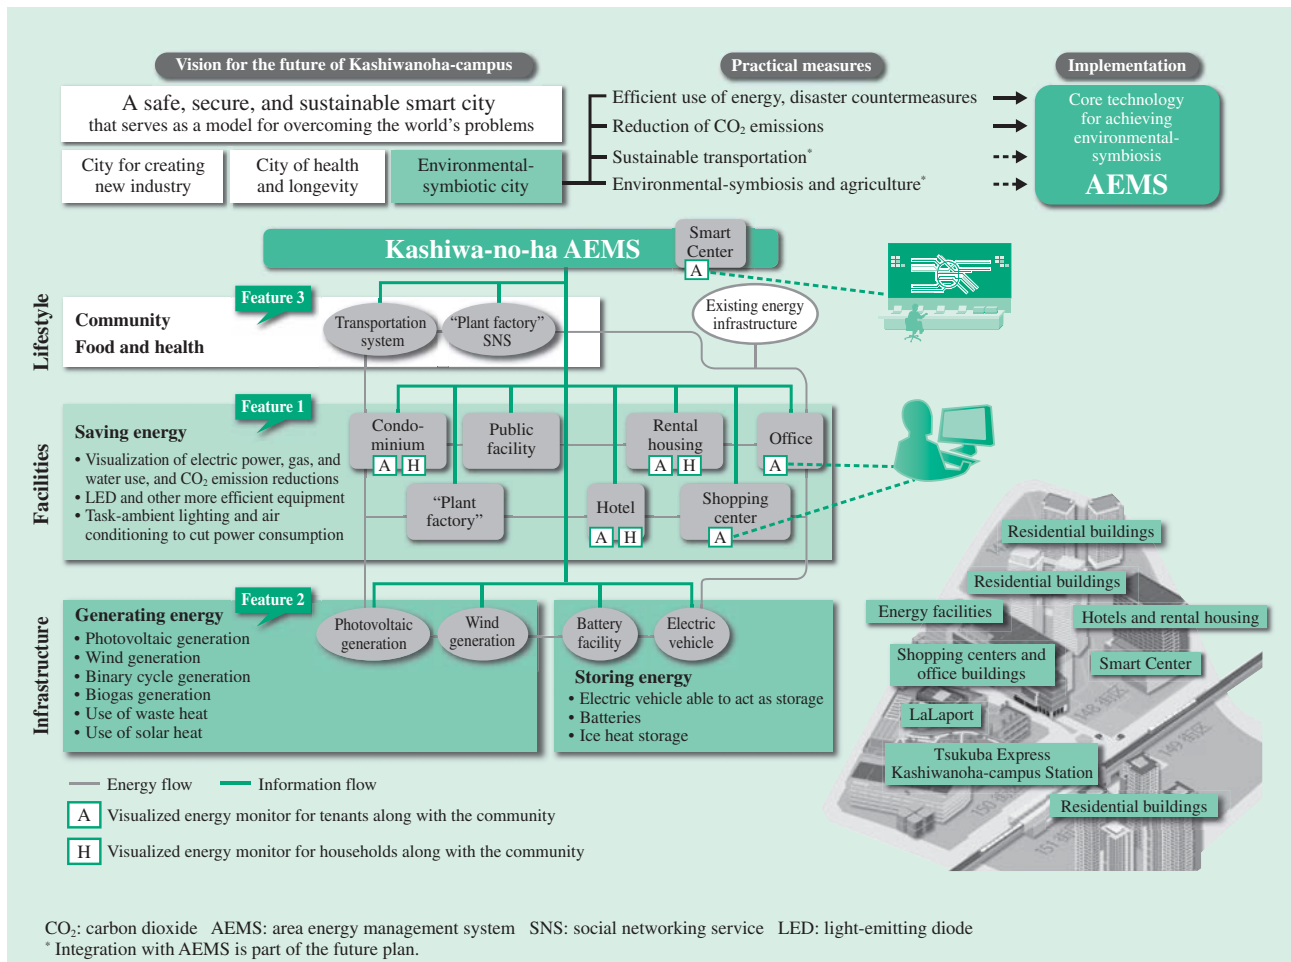 Vision for the future of Kashiwanoha-campus
Practical measures
Implementation
A safe, secure, and sustainable smart city
that serves as a model for overcoming the world's problems
City for creating
new industry
City of health
and longevity
Environmental-
symbiotic city
Efficient use of energy, disaster countermeasures
Reduction of CO₂ emissions
Sustainable transportation*
Environmental-symbiosis and agriculture*
Core technology
for achieving
environmental-
symbiosis
AEMS
Kashiwa-no-ha AEMS
Smart
Center
A
Lifestyle
Feature 3
Community
Food and health
Transportation
system
"Plant factory"
SNS
Existing energy
infrastructure
Facilities
Feature 1
Saving energy
• Visualization of electric power, gas, and
water use, and CO₂ emission reductions
• LED and other more efficient equipment
• Task-ambient lighting and air
conditioning to cut power consumption
Condo-
minium
A H
Public
facility
Rental
housing
A H
Office
A
"Plant
factory"
Hotel
A H
Shopping
center
A
Infrastructure
Feature 2
Generating energy
• Photovoltaic generation
• Wind generation
• Binary cycle generation
• Biogas generation
• Use of waste heat
• Use of solar heat
Photovoltaic
generation
Wind
generation
Battery
facility
Electric
vehicle
Storing energy
• Electric vehicle able to act as storage
• Batteries
• Ice heat storage
Residential buildings
Residential buildings
Energy facilities
Hotels and rental housing
Shopping centers and
office buildings
Smart Center
148 街区
LaLaport
149 街区
Tsukuba Express
Kashiwanoha-campus Station
Residential buildings
150 街区
151 街区
Energy flow
Information flow
A Visualized energy monitor for tenants along with the community
H Visualized energy monitor for households along with the community
CO₂: carbon dioxide AEMS: area energy management system SNS: social networking service LED: light-emitting diode
* Integration with AEMS is part of the future plan.